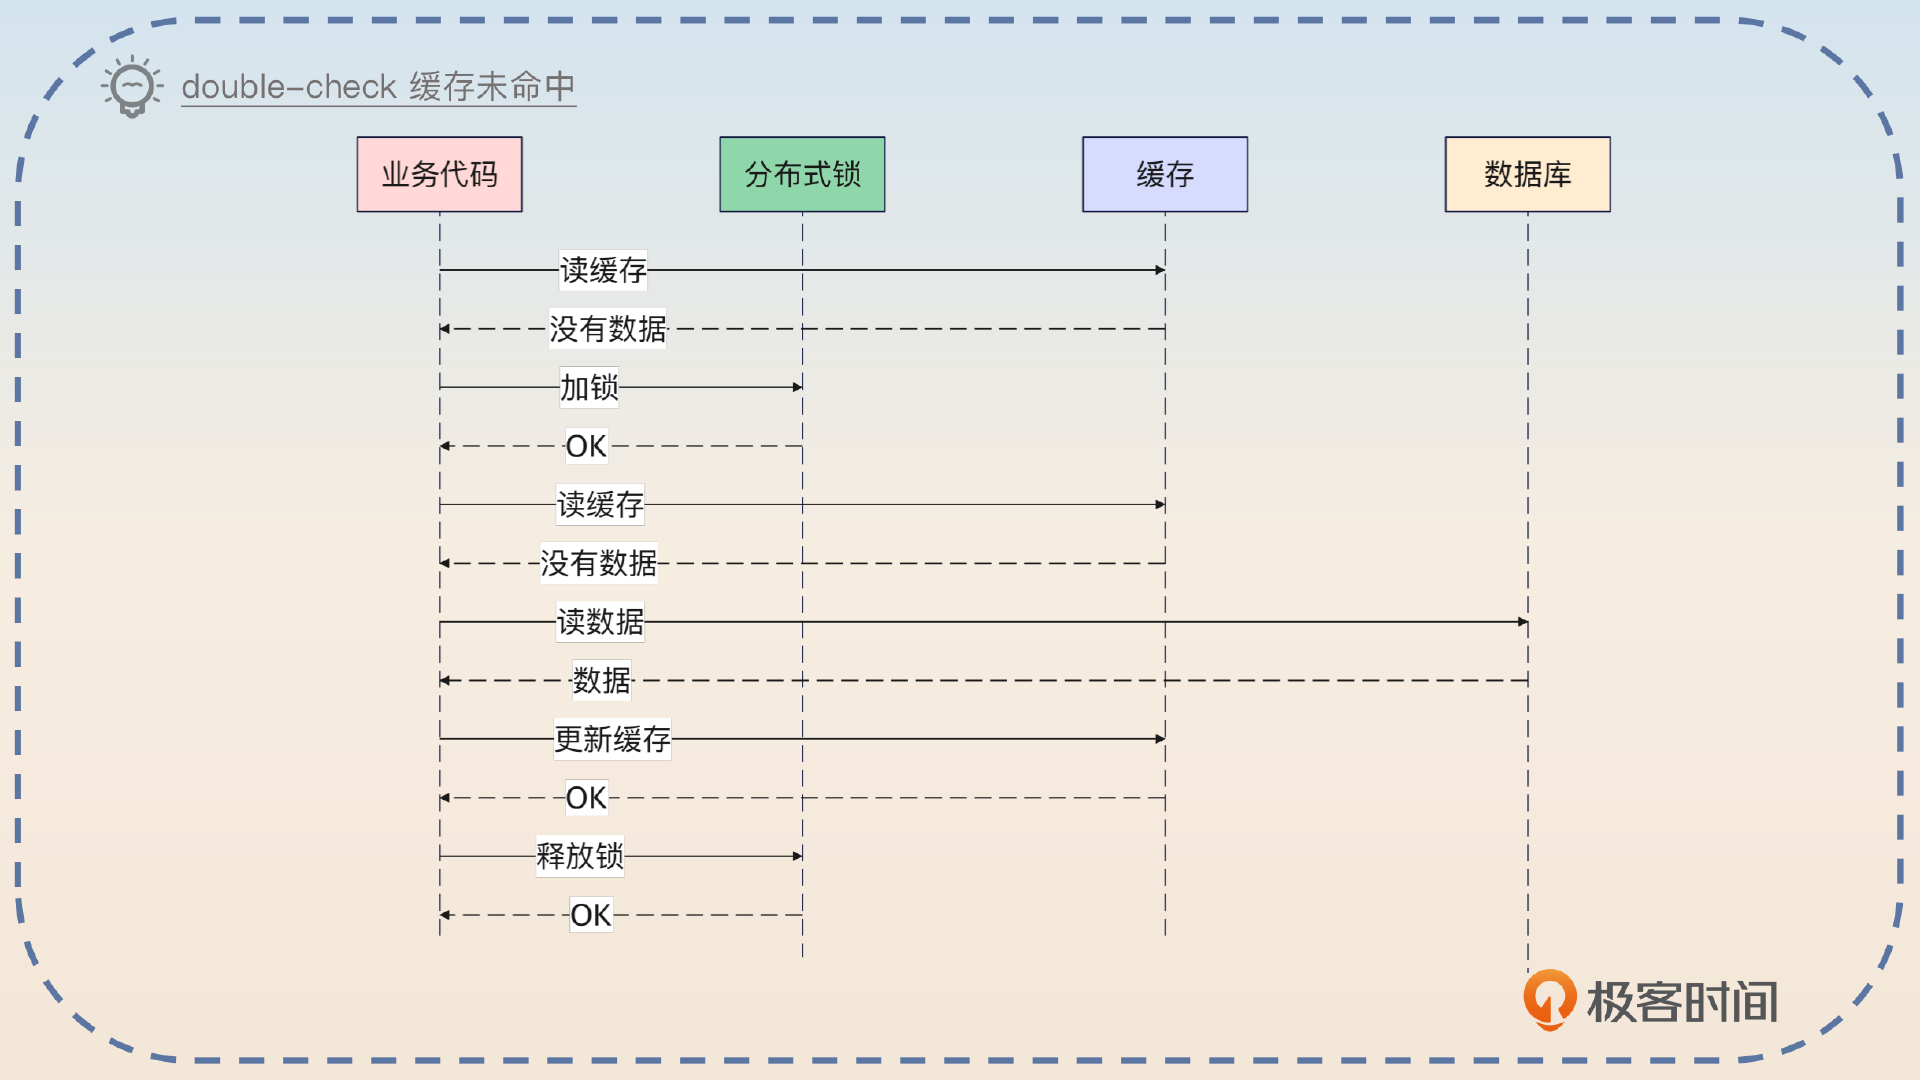 double-check 缓存未命中
业务代码
分布式锁
缓存
数据库
读缓存
没有数据
加锁
OK
读缓存
没有数据
读数据
数据
更新缓存
OK
释放锁
OK
极客时间